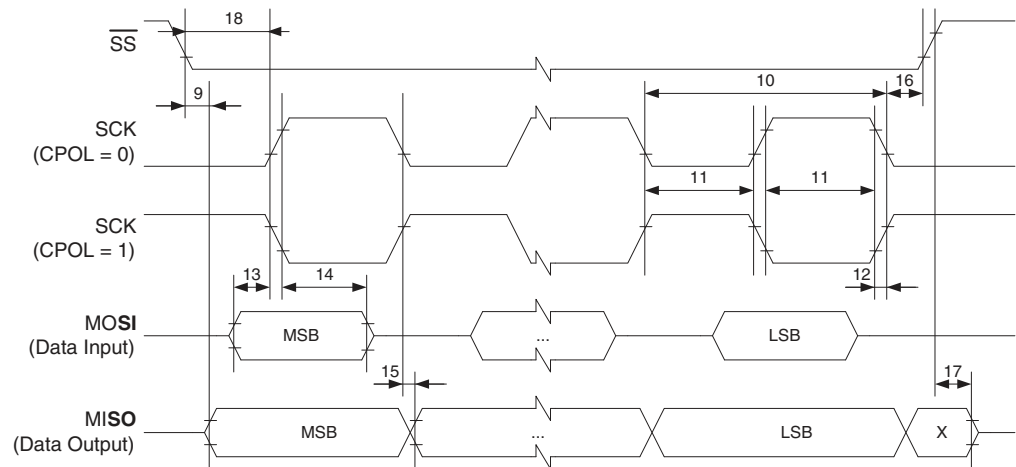 18
SS
10
9
16
SCK
(CPOL = 0)
11
11
SCK
(CPOL = 1)
13
14
12
MOSI
(Data Input)
MSB
...
LSB
15
17
MISO
(Data Output)
MSB
...
LSB
X